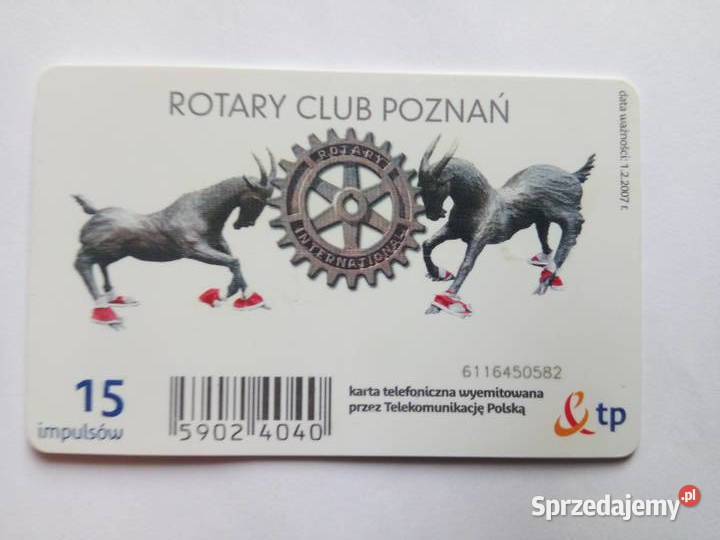 ROTARY CLUB POZNAŃ
data ważności: 1.2.2007 r.
ROTARY
INTERNATIONAL
6116450582
15
impulsów
5902 4040
karta telefoniczna wyemitowana
przez Telekomunikację Polską
tp
Sprzedajemy.pl